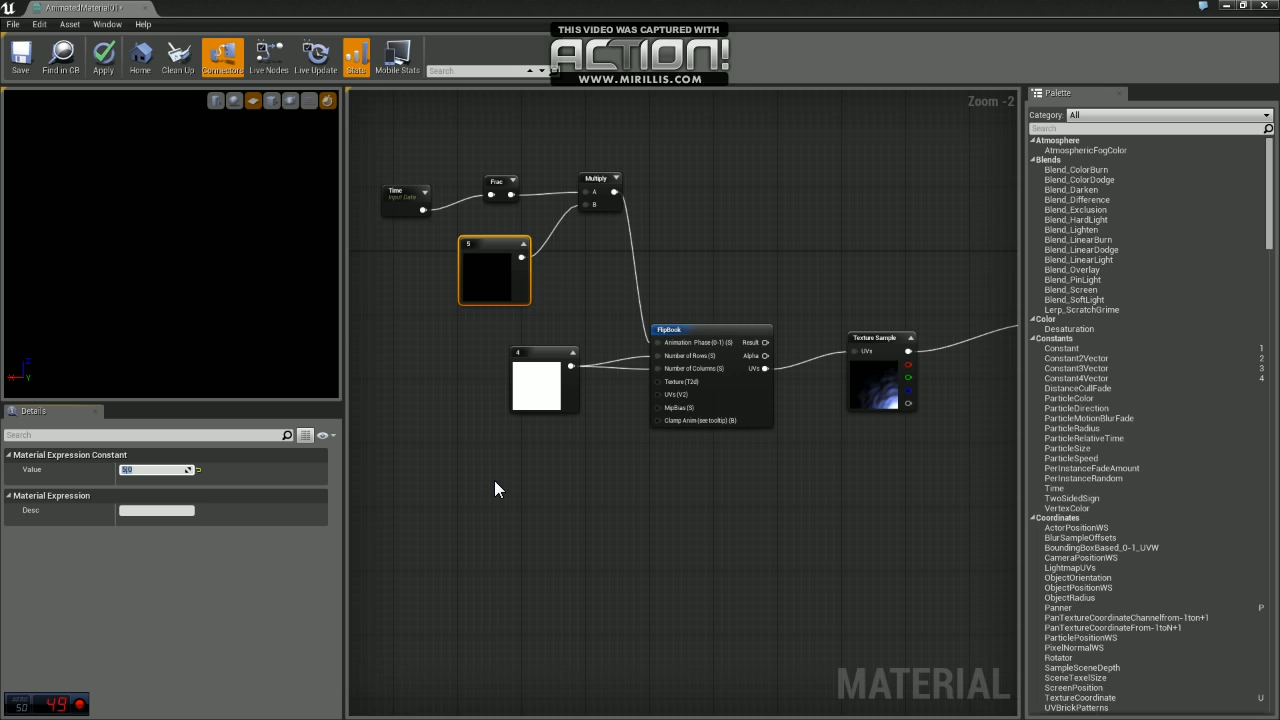 AnimatedMaterial01*
File Edit Asset Window Help
THIS VIDEO WAS CAPTURED WITH
ACTION!
WWW.MIRILLIS.COM
Save Find in CB Apply Home Clean Up Connectors Live Nodes Live Update Stats Mobile Stats Search.
Zoom -2
Palette
Category: All
Search
Atmosphere
AtmosphericFogColor
Blends
Blend_ColorBurn
Blend_ColorDodge
Blend_Darken
Blend_Difference
Blend_Exclusion
Blend_HardLight
Blend_Lighten
Blend_LinearBurn
Blend_LinearDodge
Blend_LinearLight
Blend_Overlay
Blend_PinLight
Blend_Screen
Blend_SoftLight
Lerp_ScratchGrime
Color
Desaturation
Constants
Constant 1
Constant2Vector 2
Constant3Vector 3
Constant4Vector 4
DistanceCullFade
ParticleColor
ParticleDirection
ParticleMotionBlurFade
ParticleRadius
ParticleRelativeTime
ParticleSize
ParticleSpeed
PerInstanceFadeAmount
PerInstanceRandom
Time
TwoSidedSign
VertexColor
Coordinates
ActorPositionWS
BlurSampleOffsets
BoundingBoxBased_0-1_UVW
CameraPositionWS
LightmapUVs
ObjectOrientation
ObjectPositionWS
ObjectRadius
Panner P
PanTextureCoordinateChannelfrom-1ton+1
PanTextureCoordinateFrom-1toN+1
ParticlePositionWS
PixelNormalWS
Rotator
SampleSceneDepth
SceneTexelSize
ScreenPosition
TextureCoordinate U
UVBrickPatterns
Time
Input Data
Frac
Multiply
A
B
5
4
FlipBook
Animation Phase (0-1) (S) Result
Number of Rows (S) Alpha
Number of Columns (S) UVs
Texture (T2d)
UVs (V2)
MipBias (S)
Clamp Anim (see tooltip) (B)
Texture Sample
UVs
MATERIAL
Z
X Y
Details
Search
Material Expression Constant
Value 5.0
Material Expression
Desc
50
49